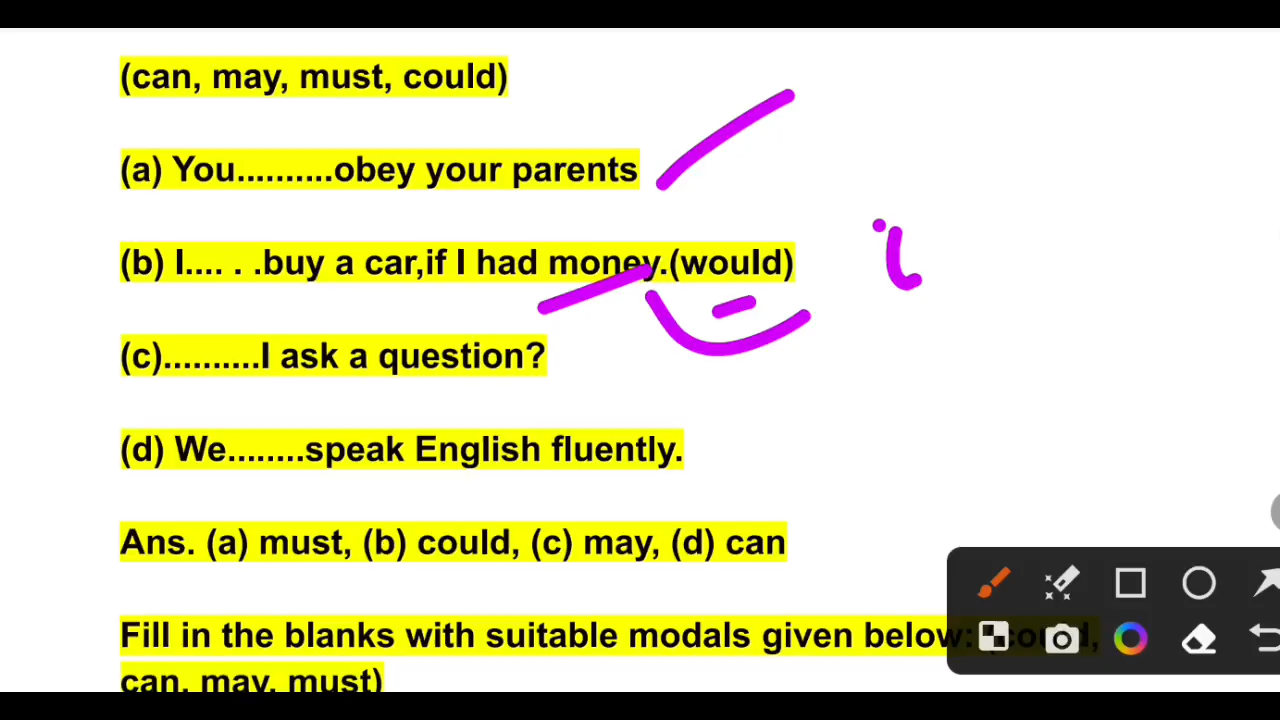 (can, may, must, could)
(a) You..........obey your parents
(b) I.... . .buy a car,if I had money.(would)
(c)..........I ask a question?
(d) We........speak English fluently.
Ans. (a) must, (b) could, (c) may, (d) can
Fill in the blanks with suitable modals given below: (could,
can, may, must)